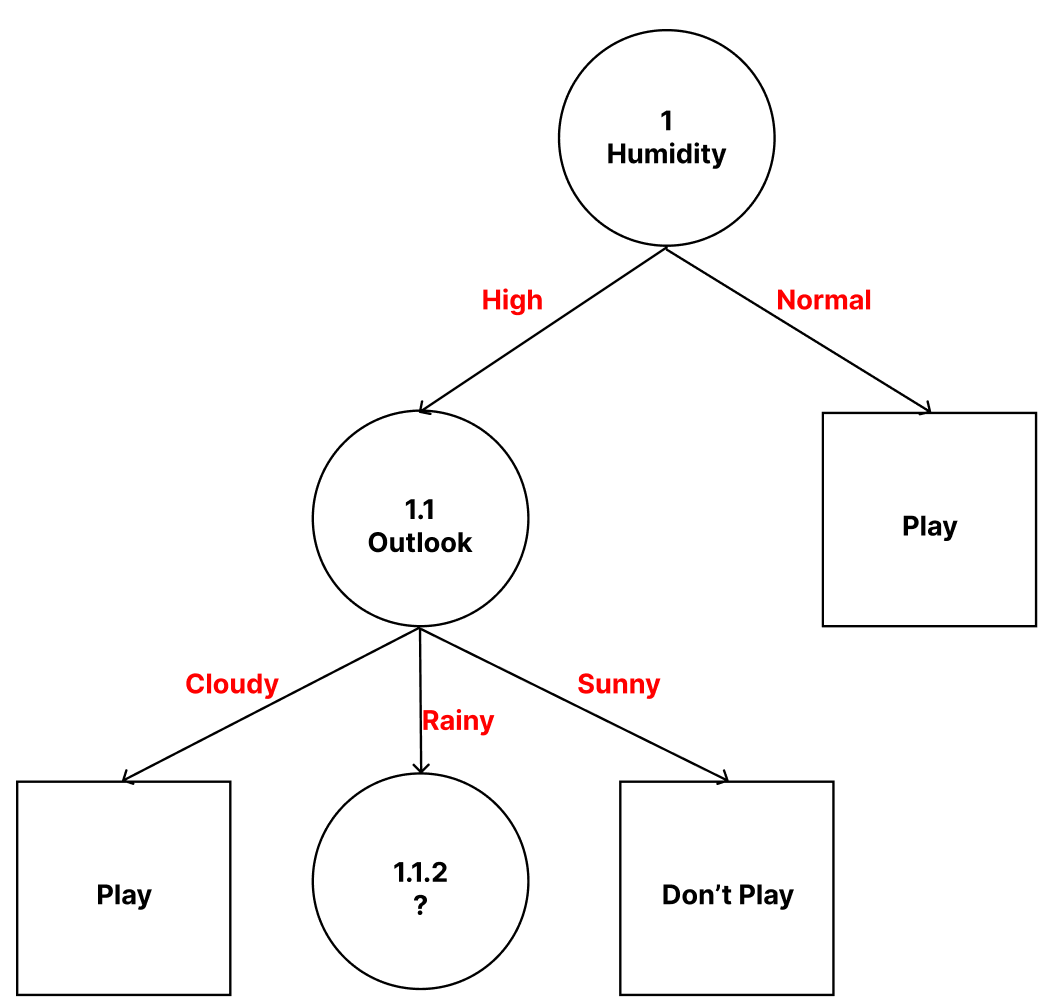 1
Humidity
High
Normal
1.1
Outlook
Play
Cloudy
Rainy
Sunny
Play
1.1.2
?
Don’t Play